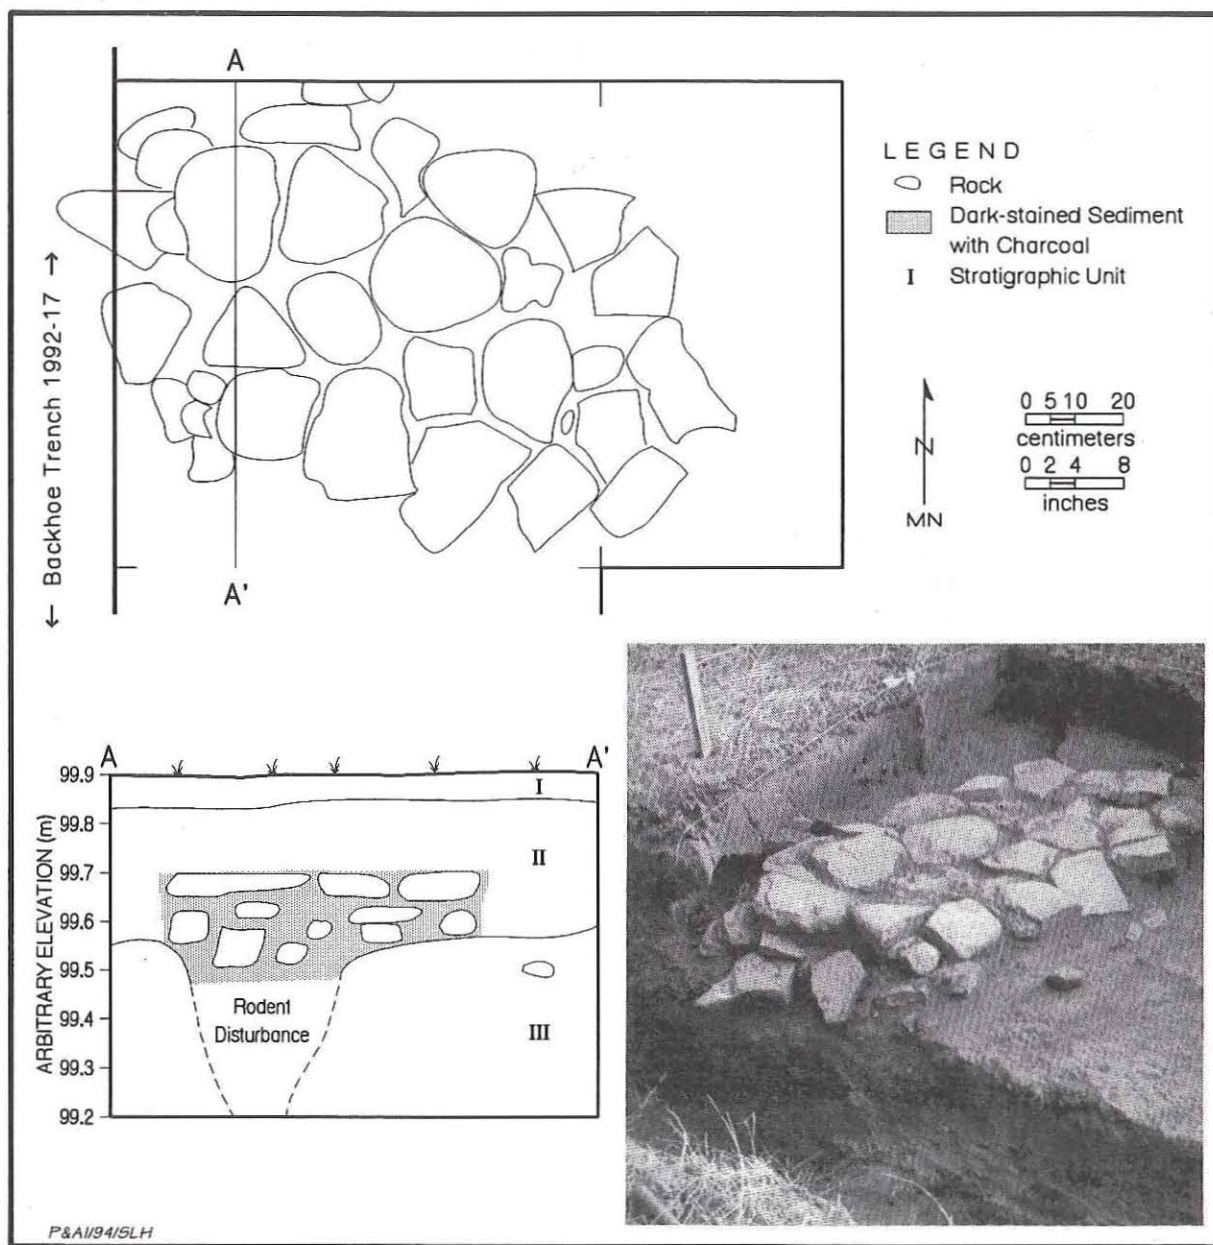 A
← Backhoe Trench 1992-17 →
A'
LEGEND
Rock
Dark-stained Sediment
with Charcoal
I Stratigraphic Unit
N
MN
0 5 10 20
centimeters
0 2 4 8
inches
A A'
ARBITRARY ELEVATION (m)
99.9
99.8
99.7
99.6
99.5
99.4
99.3
99.2
I
II
III
Rodent
Disturbance
P&AI/94/SLH